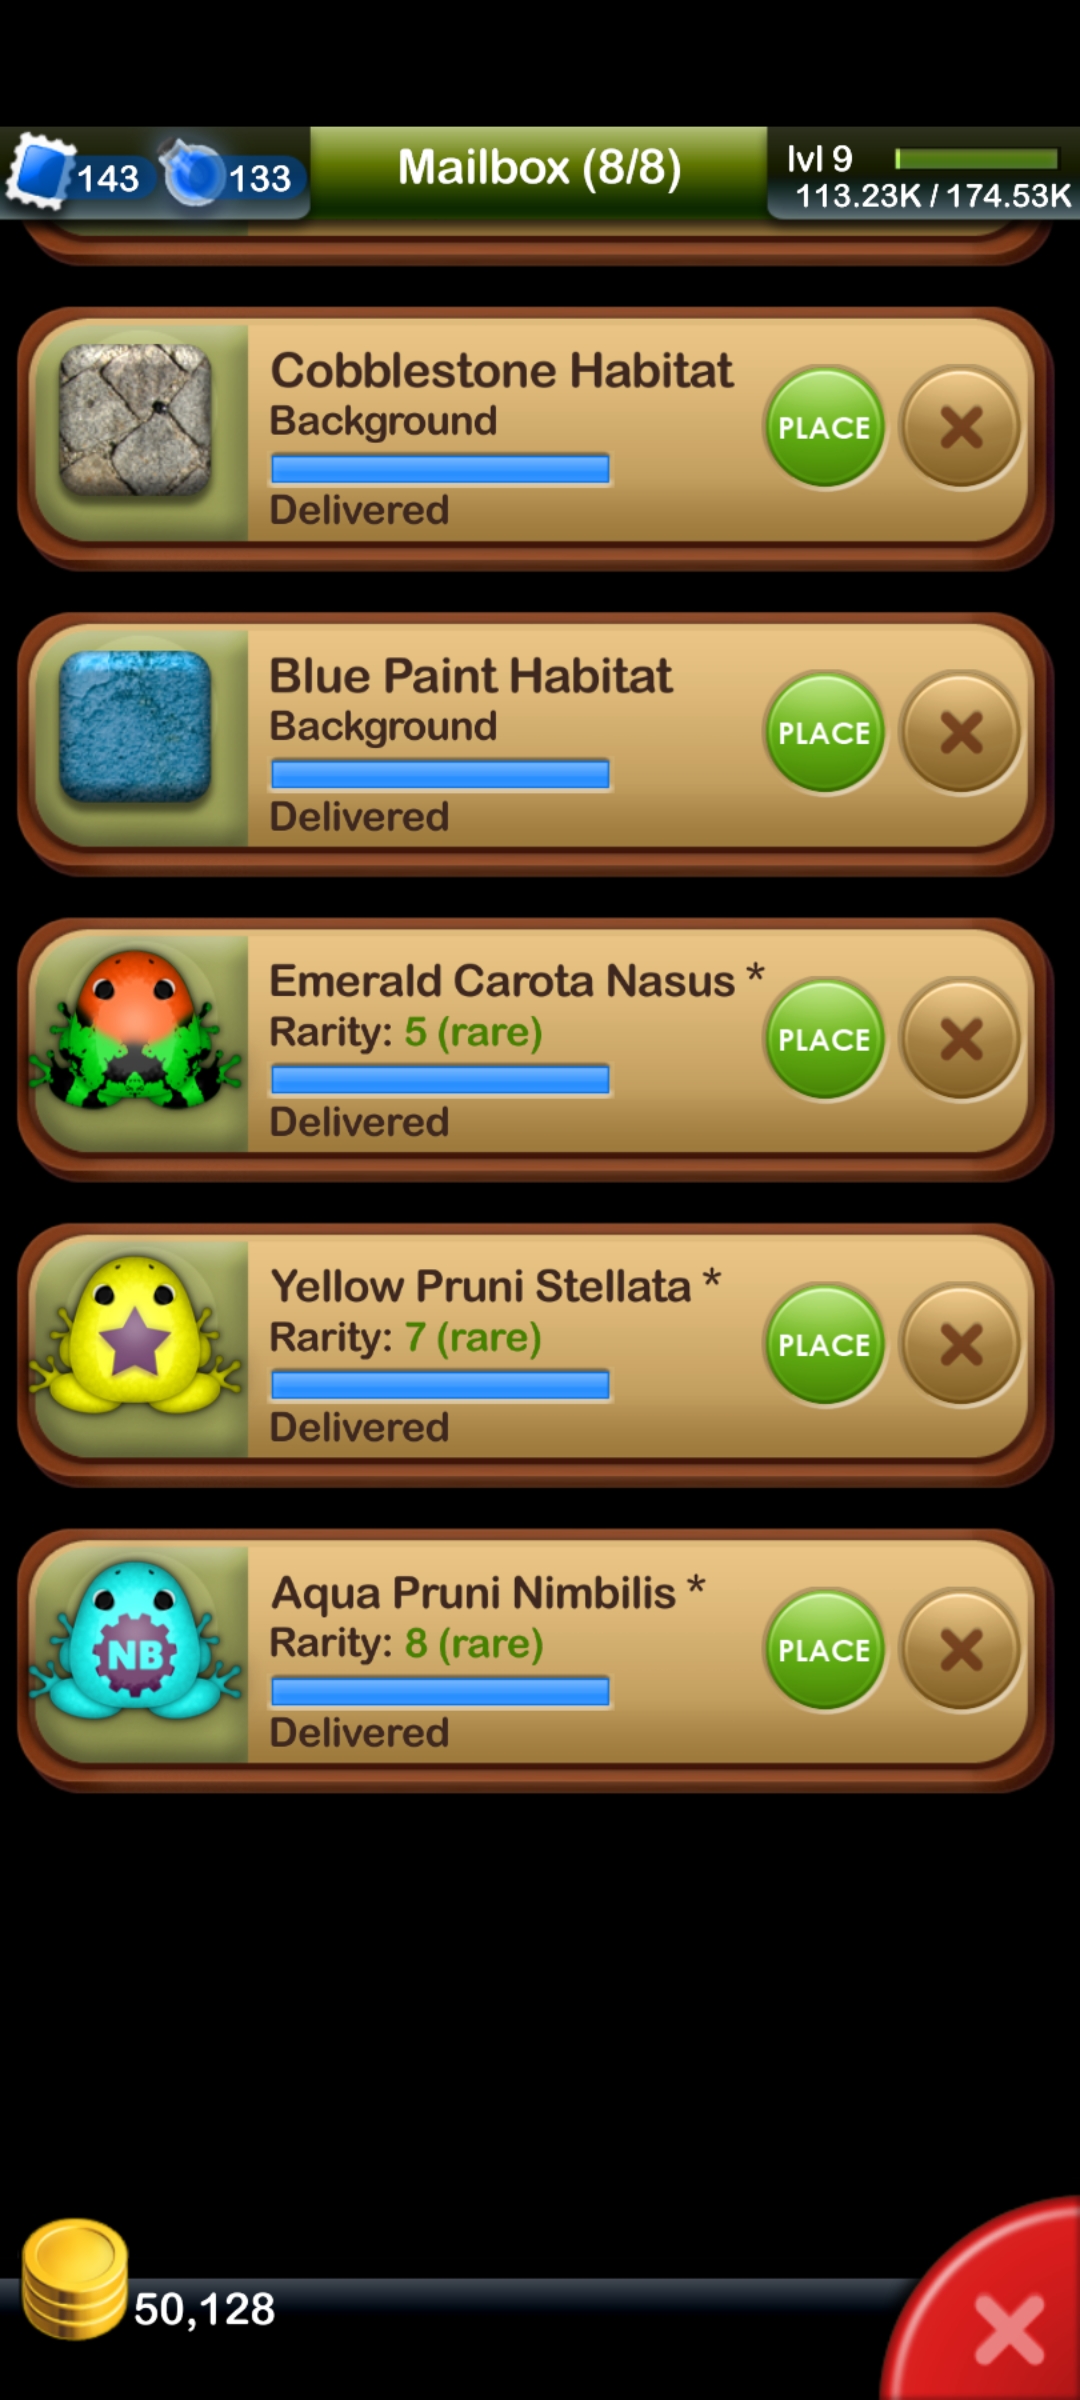 143
133
Mailbox (8/8)
lvl 9
113.23K / 174.53K
Cobblestone Habitat
Background
Delivered
PLACE
Blue Paint Habitat
Background
Delivered
PLACE
Emerald Carota Nasus *
Rarity: 5 (rare)
Delivered
PLACE
Yellow Pruni Stellata *
Rarity: 7 (rare)
Delivered
PLACE
NB
Aqua Pruni Nimbilis *
Rarity: 8 (rare)
Delivered
PLACE
50,128